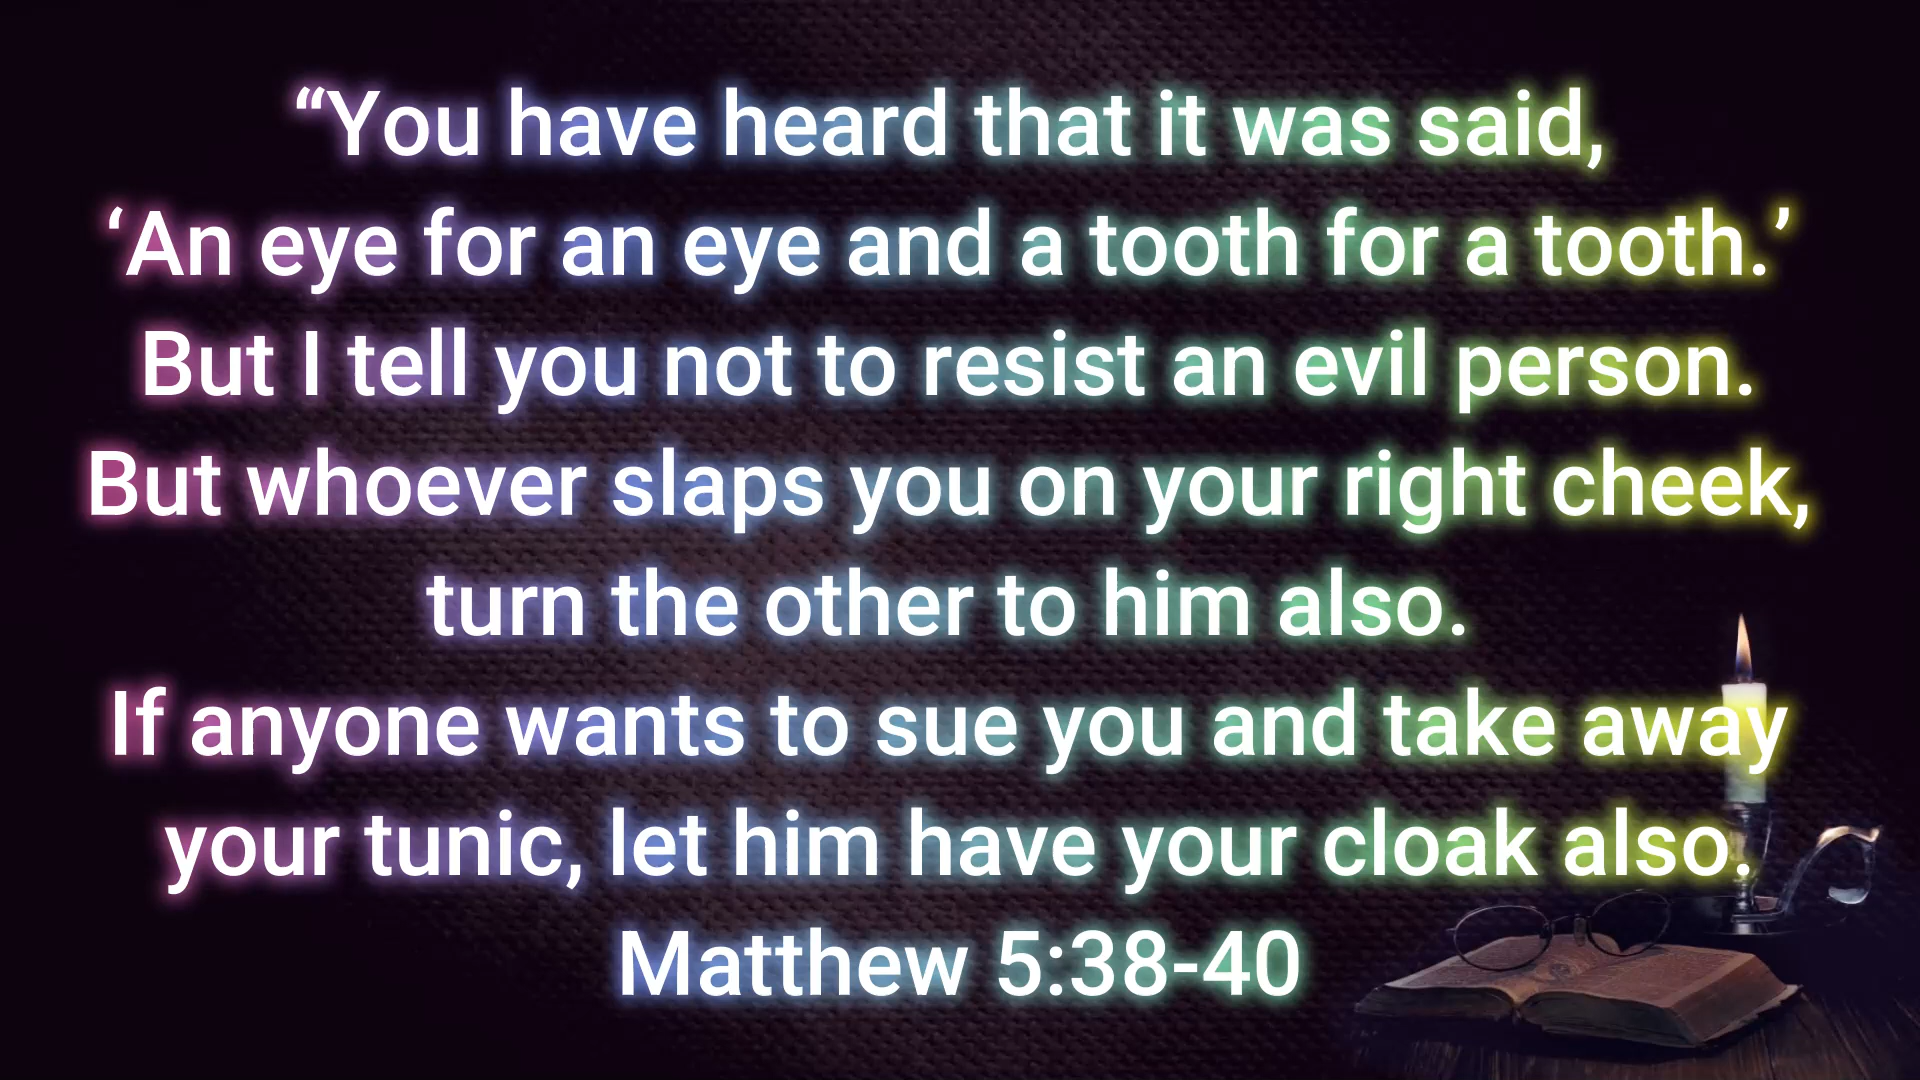 “You have heard that it was said,
‘An eye for an eye and a tooth for a tooth.’
But I tell you not to resist an evil person.
But whoever slaps you on your right cheek,
turn the other to him also.
If anyone wants to sue you and take away
your tunic, let him have your cloak also.
Matthew 5:38-40